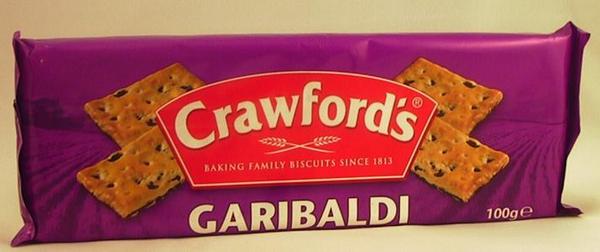 Crawford's®
BAKING FAMILY BISCUITS SINCE 1813
GARIBALDI
100g℮